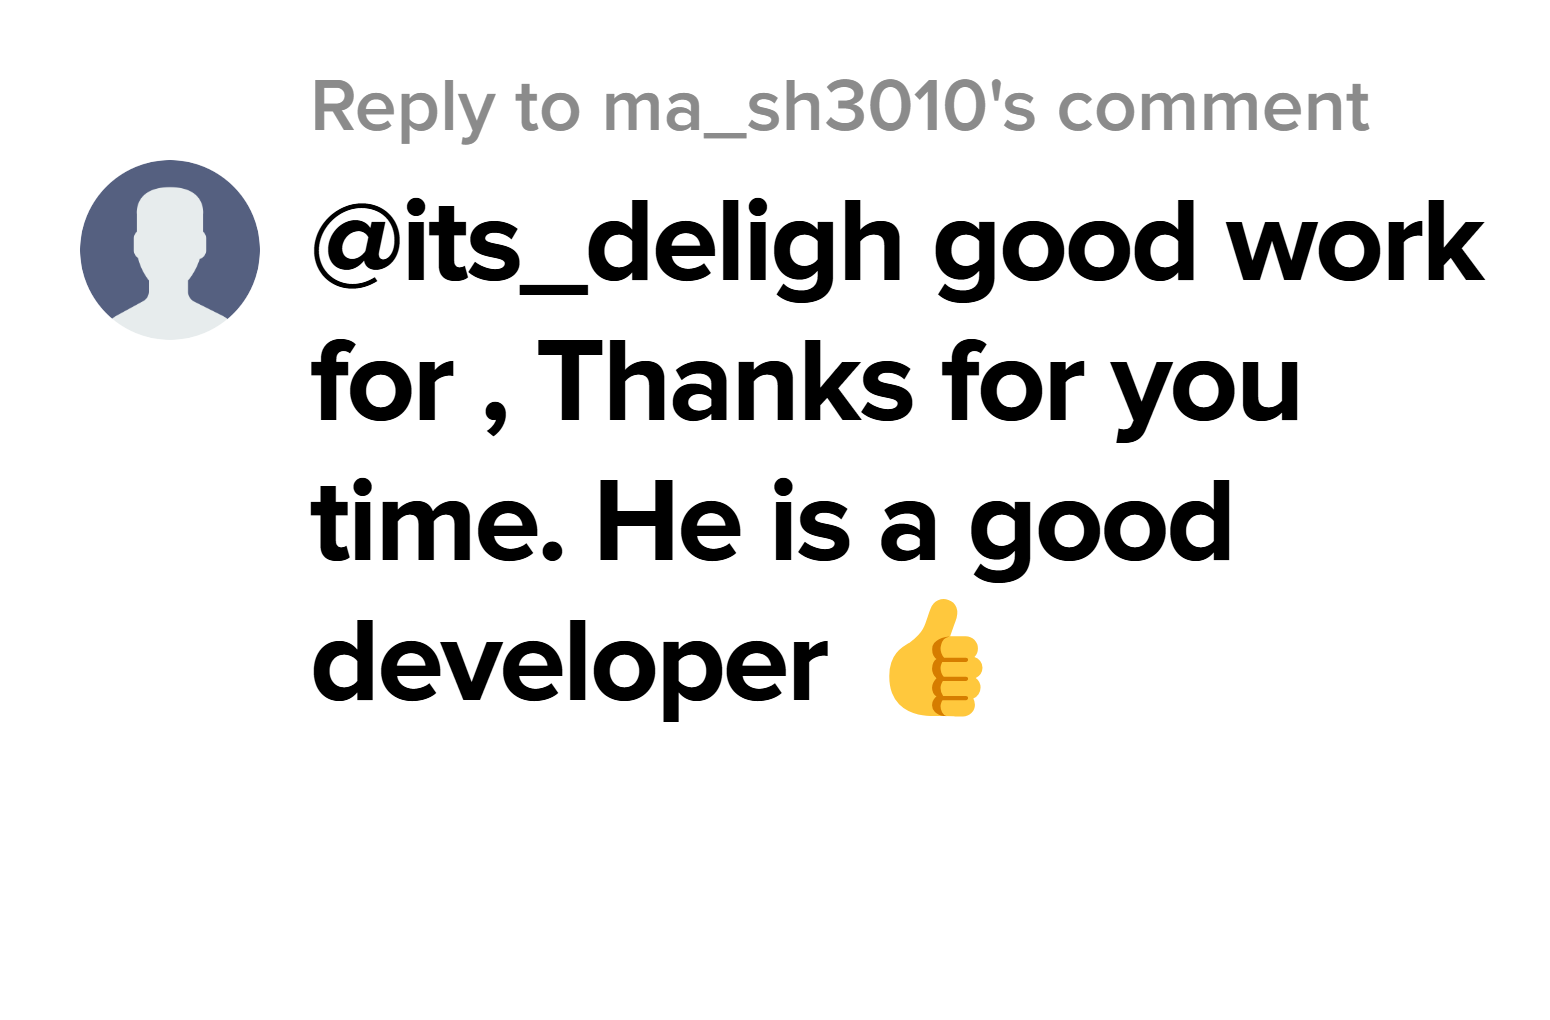 Reply to ma_sh3010's comment
@its_deligh good work
for , Thanks for you
time. He is a good
developer 👍